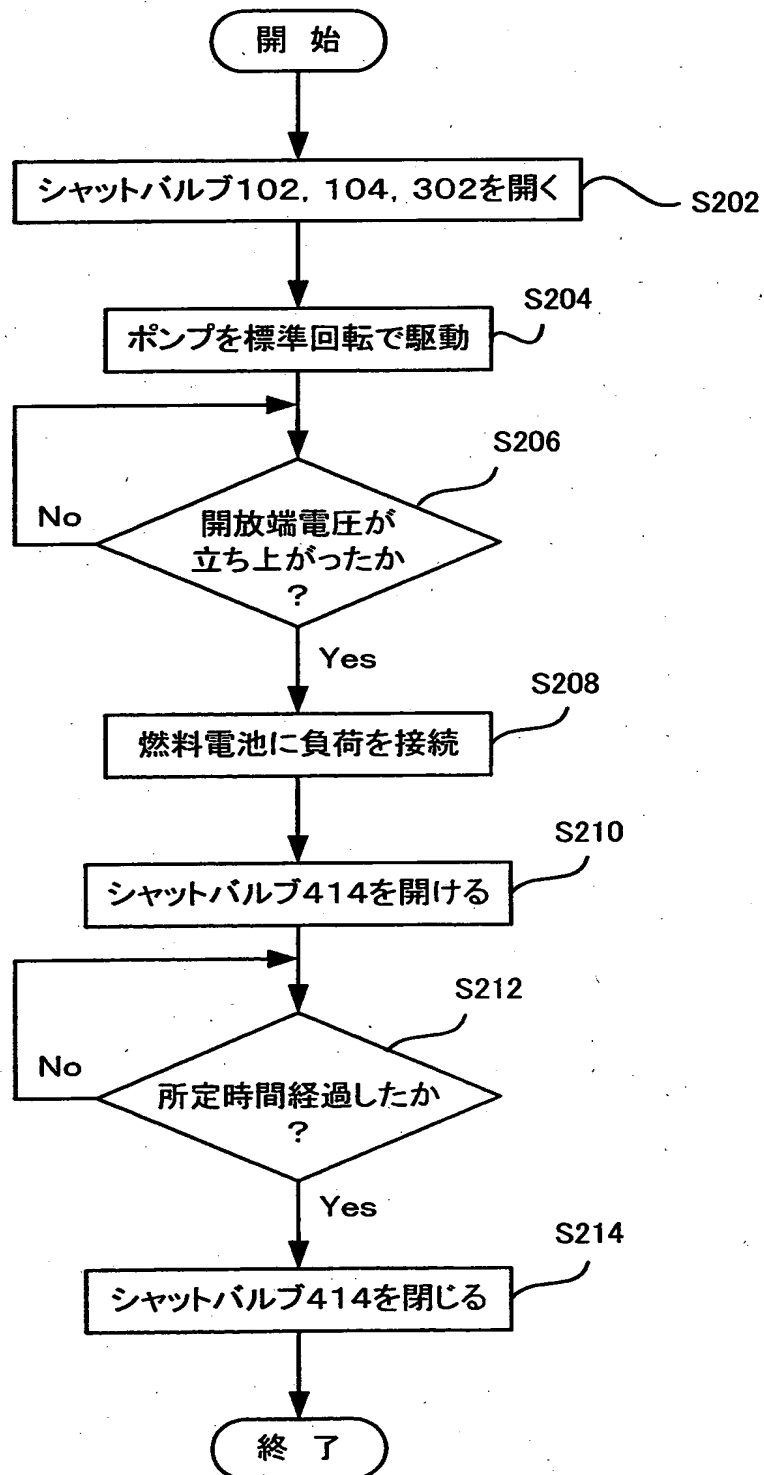 開 始
シャットバルブ102, 104, 302を開く
S202
S204
ポンプを標準回転で駆動
S206
No
開放端電圧が
立ち上がったか
?
Yes
S208
燃料電池に負荷を接続
S210
シャットバルブ414を開ける
S212
No
所定時間経過したか
?
Yes
S214
シャットバルブ414を閉じる
終 了